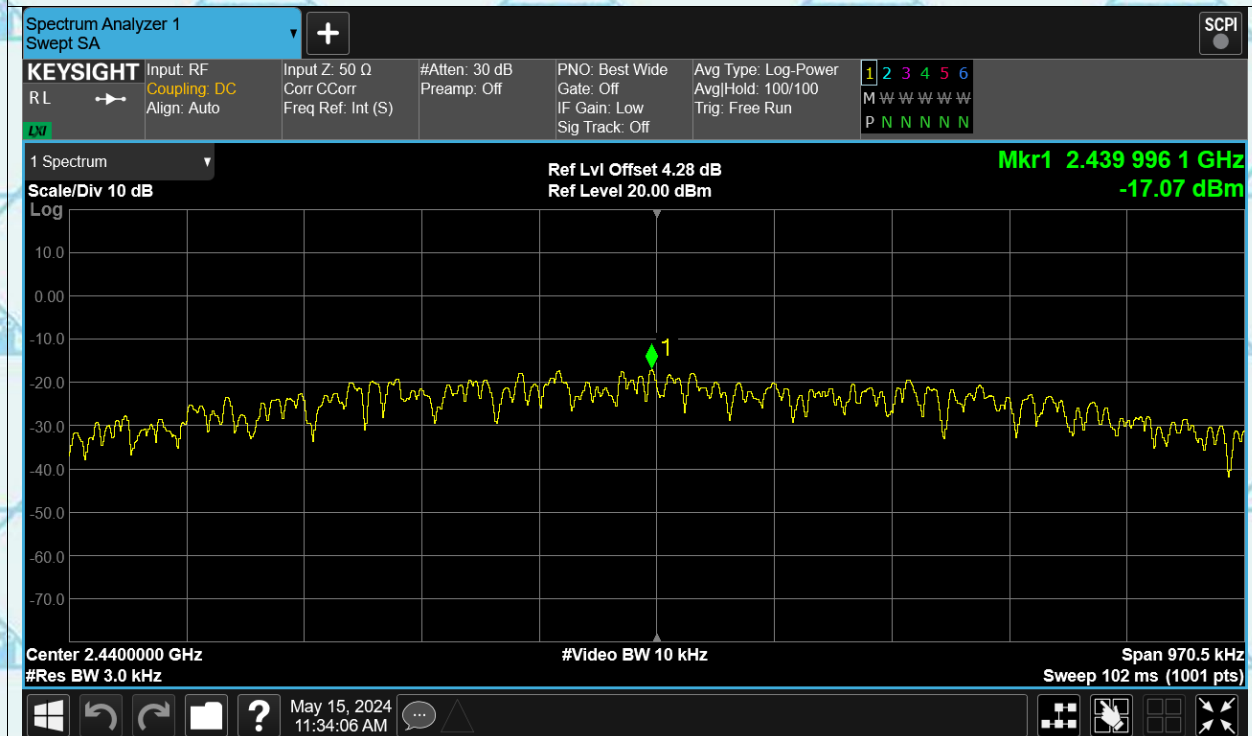 Spectrum Analyzer 1
Swept SA
+
SCPI
KEYSIGHT
RL
LXI
Input: RF
Coupling: DC
Align: Auto
Input Z: 50 Ω
Corr CCorr
Freq Ref: Int (S)
#Atten: 30 dB
Preamp: Off
PNO: Best Wide
Gate: Off
IF Gain: Low
Sig Track: Off
Avg Type: Log-Power
Avg|Hold: 100/100
Trig: Free Run
1 2 3 4 5 6
M W W W W W
P N N N N N
1 Spectrum
Scale/Div 10 dB
Ref Lvl Offset 4.28 dB
Ref Level 20.00 dBm
Mkr1 2.439 996 1 GHz
-17.07 dBm
Log
10.0
0.00
-10.0
1
-20.0
-30.0
-40.0
-50.0
-60.0
-70.0
Center 2.4400000 GHz
#Video BW 10 kHz
Span 970.5 kHz
#Res BW 3.0 kHz
Sweep 102 ms (1001 pts)
?
May 15, 2024
11:34:06 AM